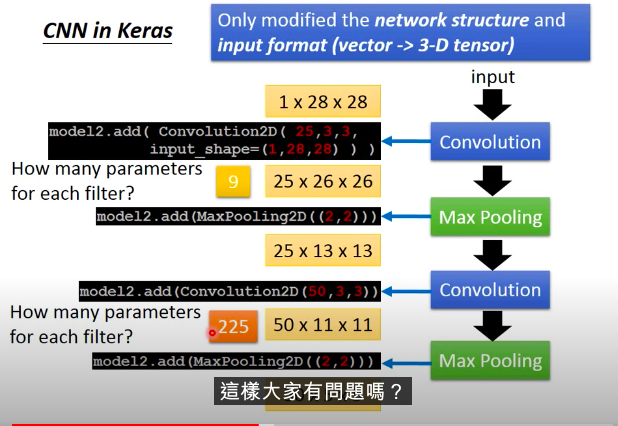 CNN in Keras
Only modified the network structure and
input format (vector -> 3-D tensor)
input
1 x 28 x 28
model2.add( Convolution2D( 25,3,3,
input_shape=(1,28,28) ) )
Convolution
How many parameters
for each filter?
9
25 x 26 x 26
model2.add(MaxPooling2D((2,2)))
Max Pooling
25 x 13 x 13
model2.add(Convolution2D(50,3,3))
Convolution
How many parameters
for each filter?
225
50 x 11 x 11
model2.add(MaxPooling2D((2,2)))
Max Pooling
這樣大家有問題嗎？